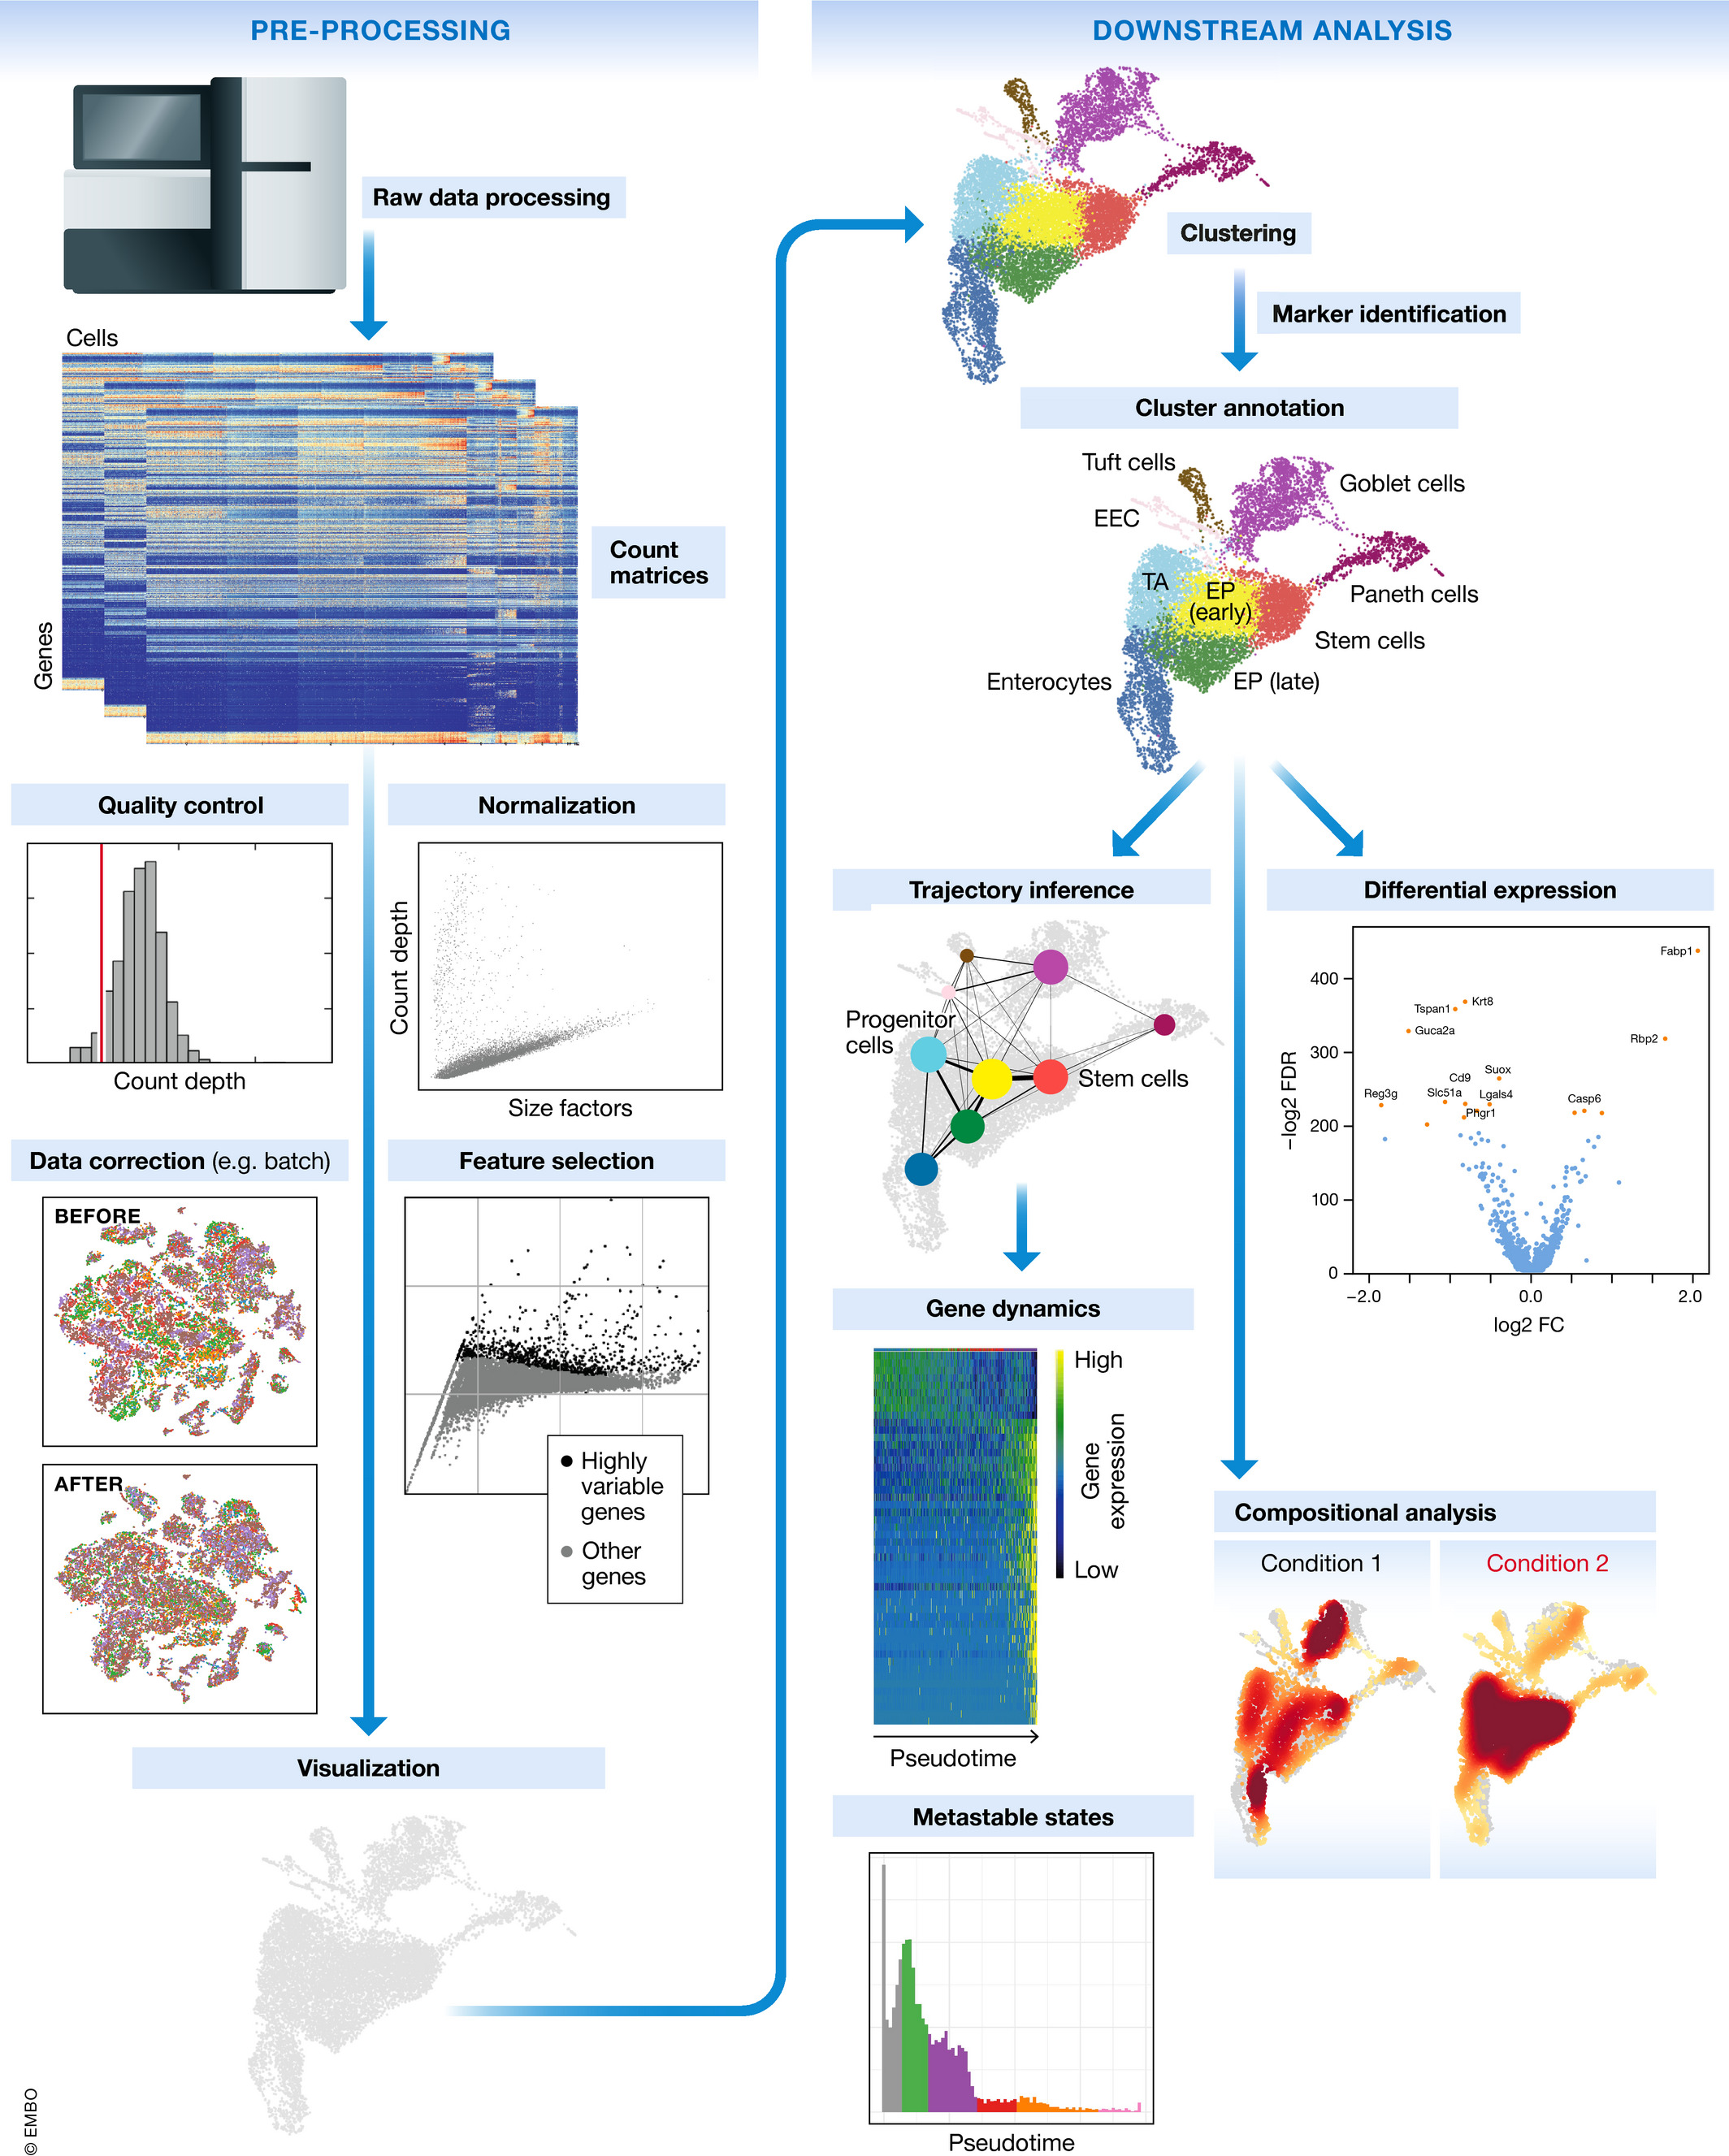 PRE-PROCESSING
Raw data processing
Cells
Genes
Count
matrices
Quality control
Count depth
Normalization
Count depth
Size factors
Data correction (e.g. batch)
BEFORE
AFTER
Feature selection
Highly
variable
genes
Other
genes
Visualization
© EMBO
DOWNSTREAM ANALYSIS
Clustering
Marker identification
Cluster annotation
Tuft cells
Goblet cells
EEC
TA
EP
(early)
Paneth cells
Stem cells
Enterocytes
EP (late)
Trajectory inference
Progenitor
cells
Stem cells
Gene dynamics
High
Gene
expression
Low
Pseudotime
Metastable states
Pseudotime
Differential expression
Fabp1
400
Krt8
Tspan1
Guca2a
Rbp2
300
Suox
Cd9
Reg3g
Slc51a
Lgals4
Casp6
Phgr1
200
100
0
−log2 FDR
−2.0
0.0
2.0
log2 FC
Compositional analysis
Condition 1
Condition 2